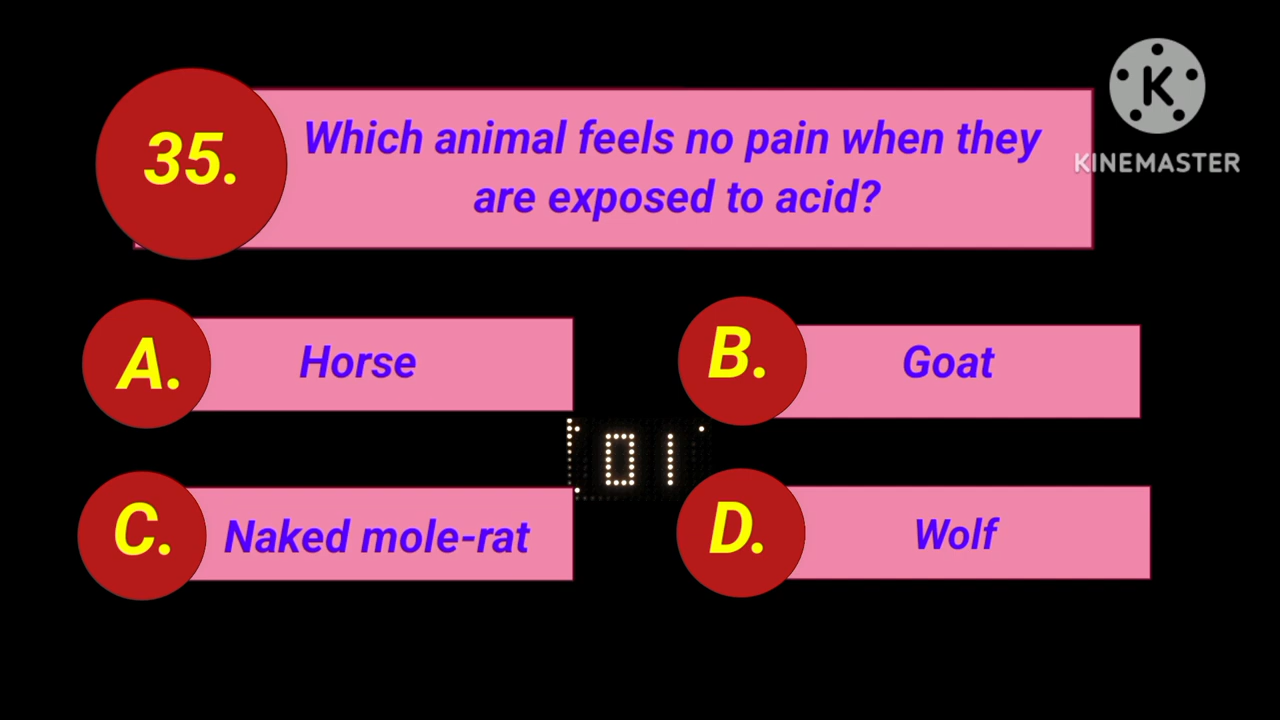 35.
Which animal feels no pain when they
are exposed to acid?
K
KINEMASTER
A.
Horse
B.
Goat
01
C.
Naked mole-rat
D.
Wolf